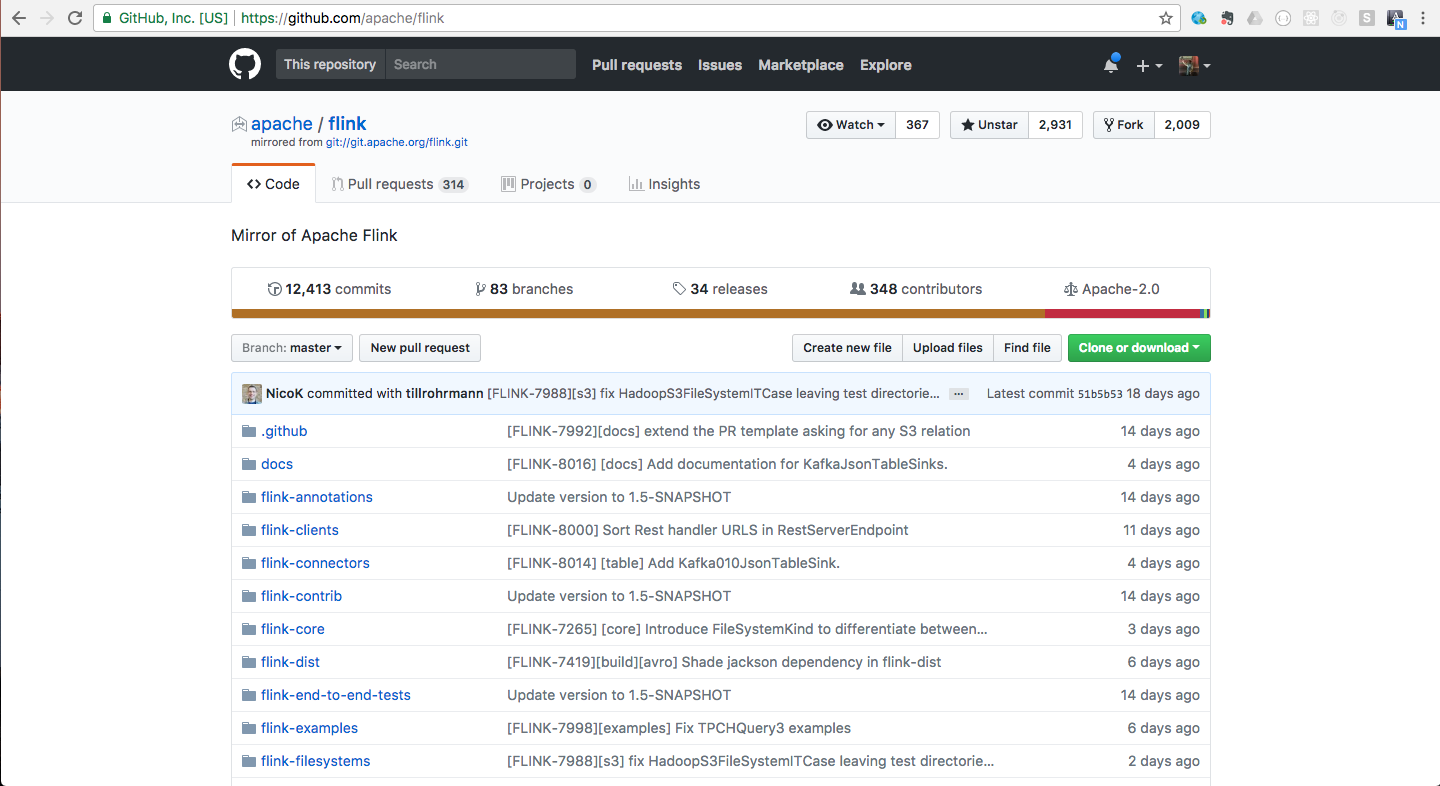 GitHub, Inc. [US] https://github.com/apache/flink
This repository Search Pull requests Issues Marketplace Explore
apache / flink Watch 367 Unstar 2,931 Fork 2,009
mirrored from git://git.apache.org/flink.git
Code Pull requests 314 Projects 0 Insights
Mirror of Apache Flink
12,413 commits 83 branches 34 releases 348 contributors Apache-2.0
Branch: master New pull request Create new file Upload files Find file Clone or download
NicoK committed with tillrohrmann [FLINK-7988][s3] fix HadoopS3FileSystemITCase leaving test directorie... ... Latest commit 51b5b53 18 days ago
.github [FLINK-7992][docs] extend the PR template asking for any S3 relation 14 days ago
docs [FLINK-8016] [docs] Add documentation for KafkaJsonTableSinks. 4 days ago
flink-annotations Update version to 1.5-SNAPSHOT 14 days ago
flink-clients [FLINK-8000] Sort Rest handler URLS in RestServerEndpoint 11 days ago
flink-connectors [FLINK-8014] [table] Add Kafka010JsonTableSink. 4 days ago
flink-contrib Update version to 1.5-SNAPSHOT 14 days ago
flink-core [FLINK-7265] [core] Introduce FileSystemKind to differentiate between... 3 days ago
flink-dist [FLINK-7419][build][avro] Shade jackson dependency in flink-dist 6 days ago
flink-end-to-end-tests Update version to 1.5-SNAPSHOT 14 days ago
flink-examples [FLINK-7998][examples] Fix TPCHQuery3 examples 6 days ago
flink-filesystems [FLINK-7988][s3] fix HadoopS3FileSystemITCase leaving test directorie... 2 days ago